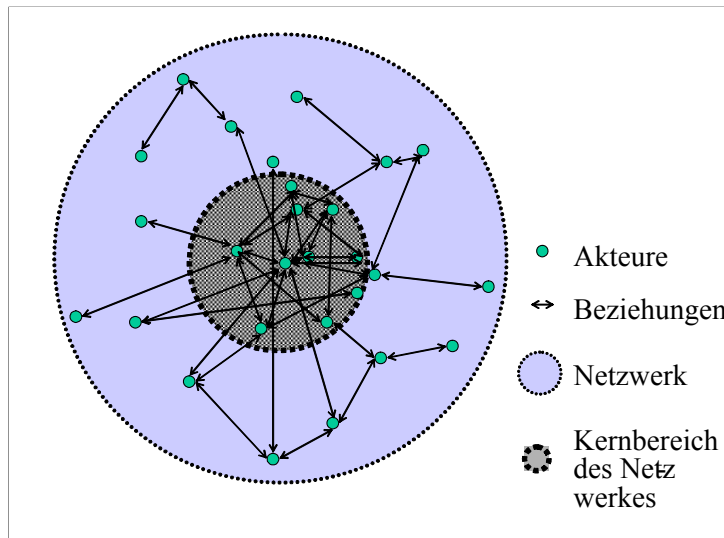 Akteure
Beziehungen
Netzwerk
Kernbereich
des Netz
werkes